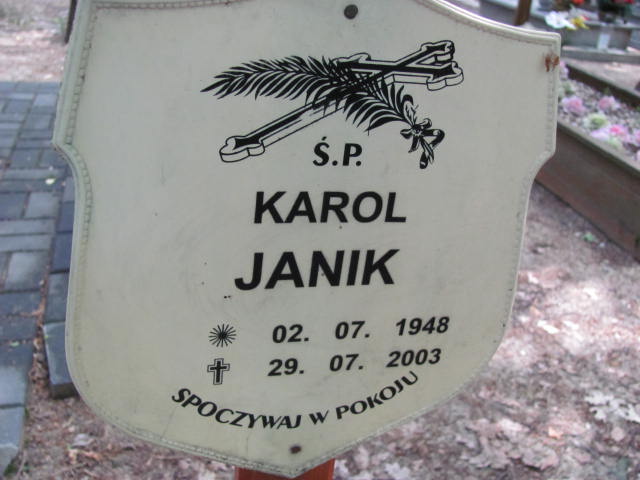 Ś.P.
KAROL
JANIK
02. 07. 1948
29. 07. 2003
SPOCZYWAJ W POKOJU